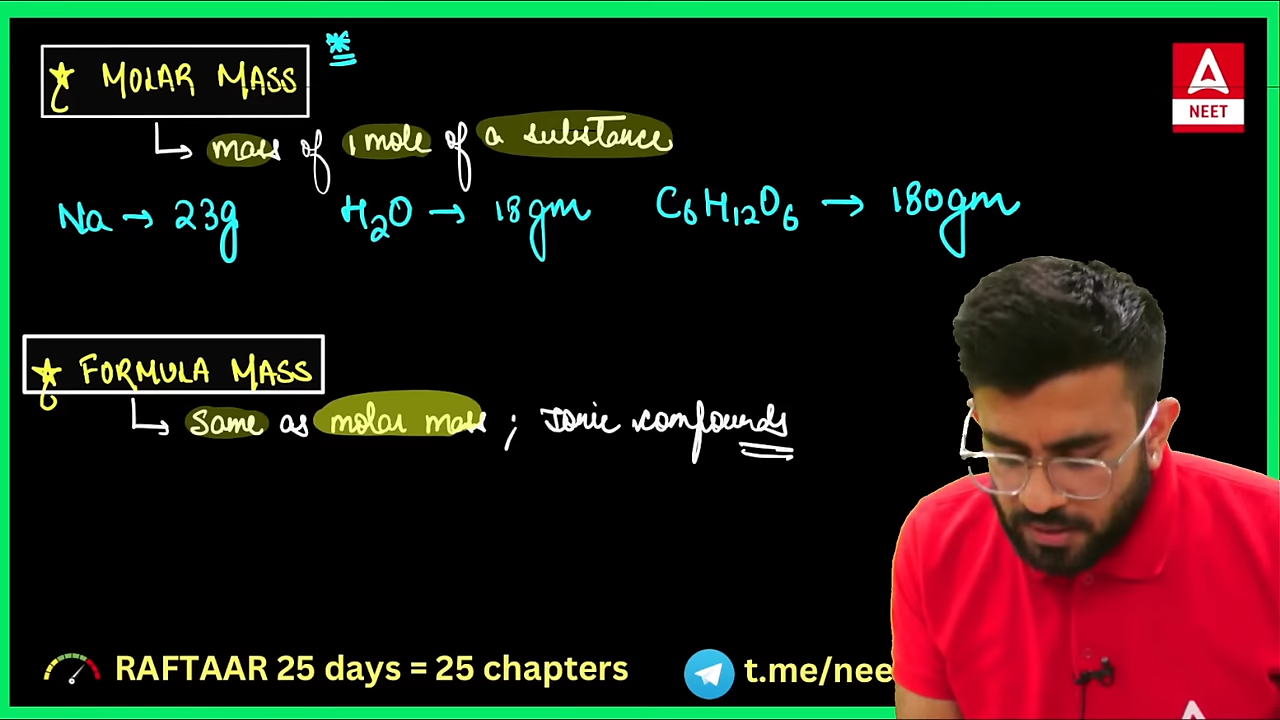 MOLAR MASS
mass of 1 mole of a substance
Na → 23g H₂O → 18gm C₆H₁₂O₆ → 180gm
FORMULA MASS
same as molar mass ; Ionic compounds
A
NEET
RAFTAAR 25 days = 25 chapters
t.me/nee